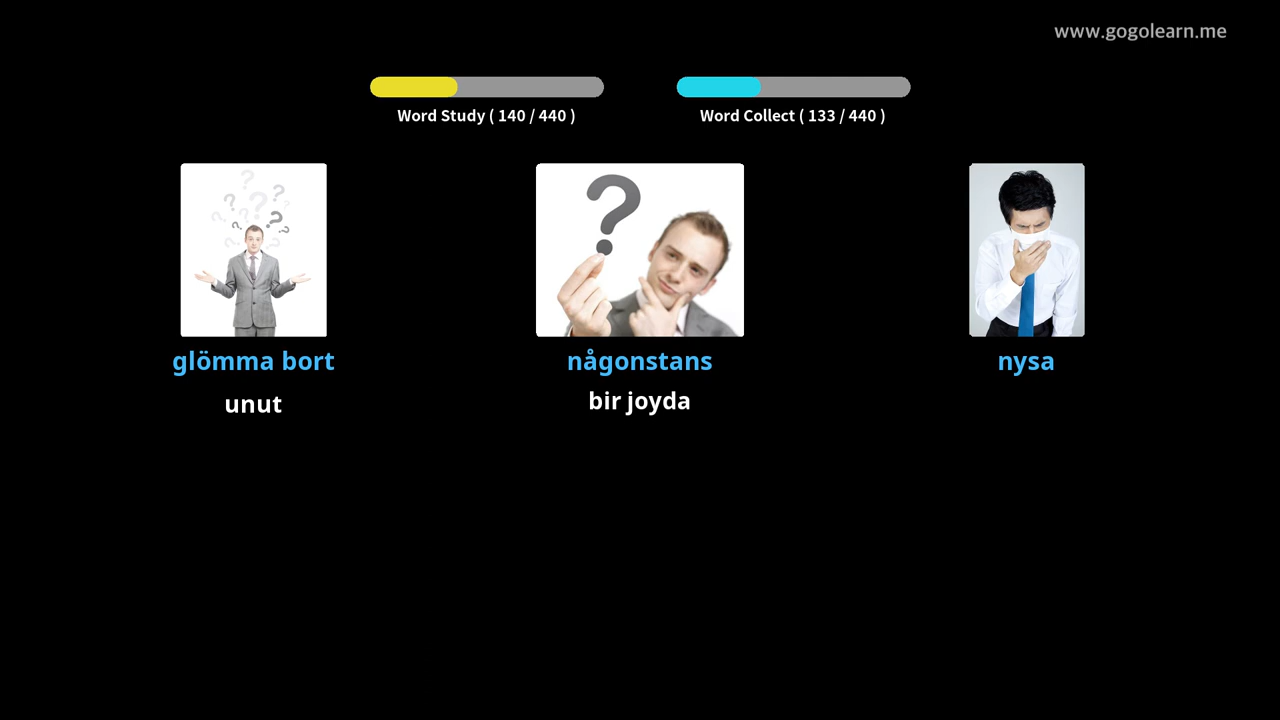 www.gogolearn.me
Word Study ( 140 / 440 )
Word Collect ( 133 / 440 )
glömma bort
unut
någonstans
bir joyda
nysa